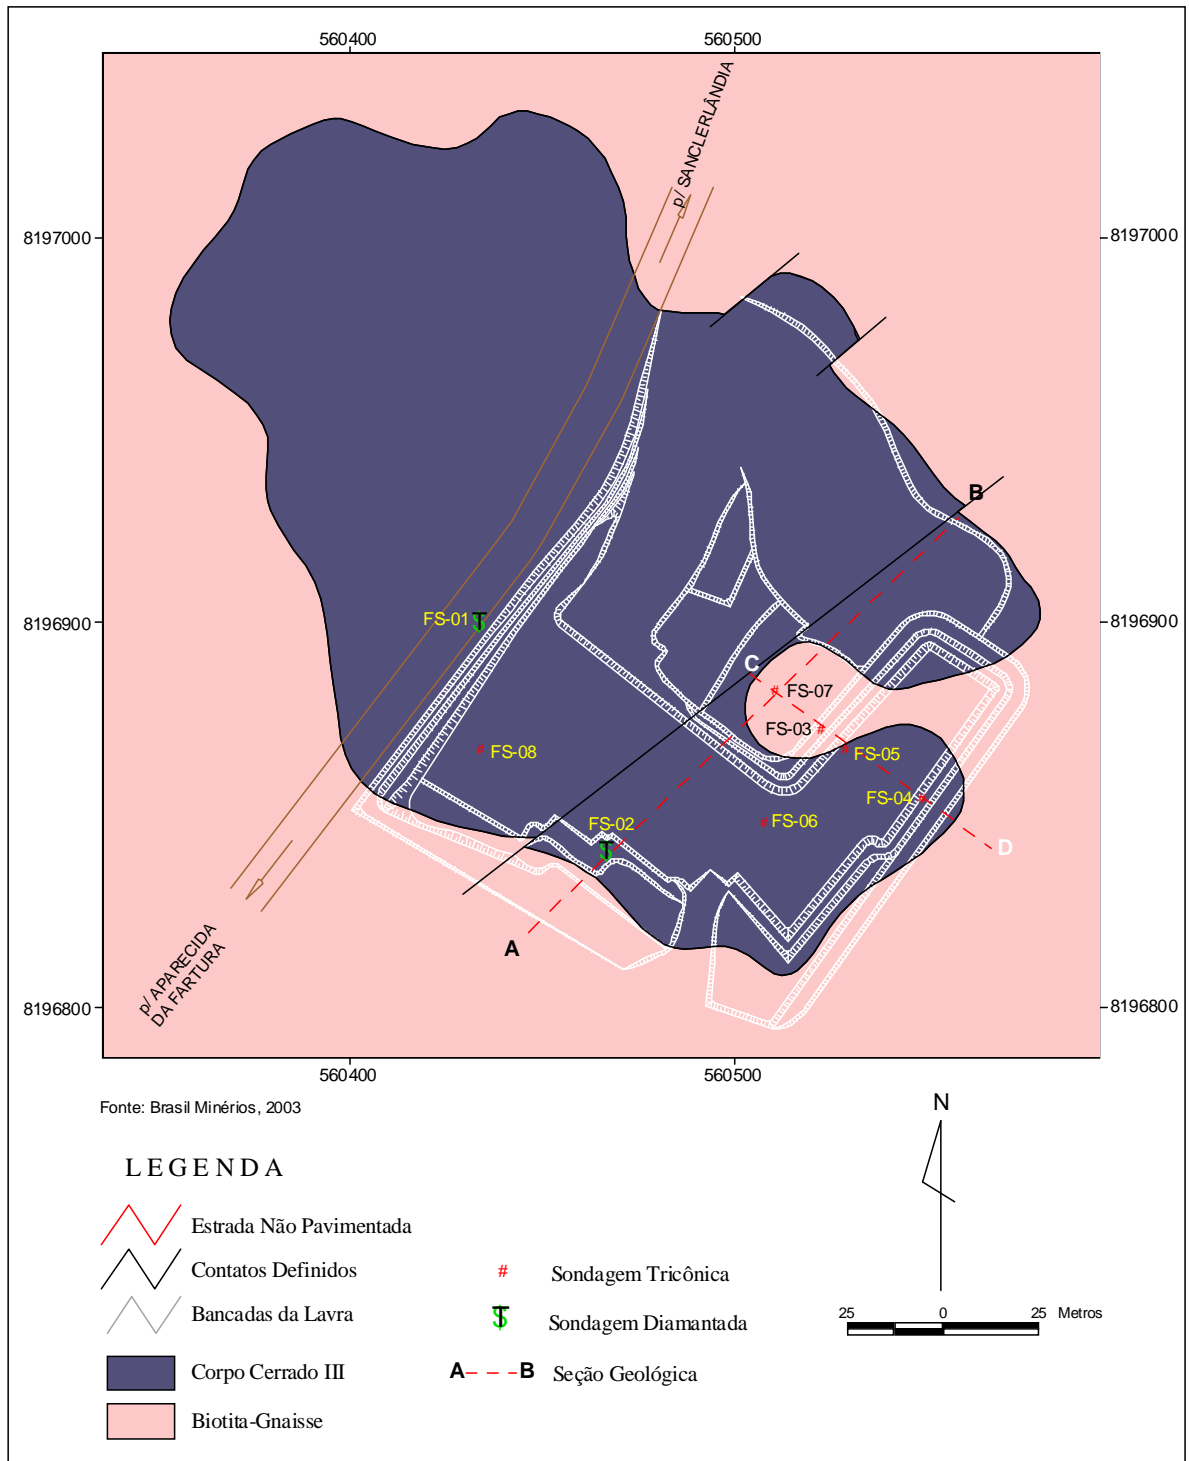 560400
560500
p/ SANCLERLÂNDIA
8197000
8197000
B
8196900
8196900
FS-01
C
FS-07
FS-03
FS-05
FS-08
FS-04
FS-02
FS-06
D
A
p/ APARECIDA
DA FARTURA
8196800
8196800
560400
560500
Fonte: Brasil Minérios, 2003
N
LEGENDA
Estrada Não Pavimentada
Contatos Definidos
# Sondagem Tricônica
Bancadas da Lavra
Sondagem Diamantada
25 0 25 Metros
Corpo Cerrado III
A B Seção Geológica
Biotita-Gnaisse